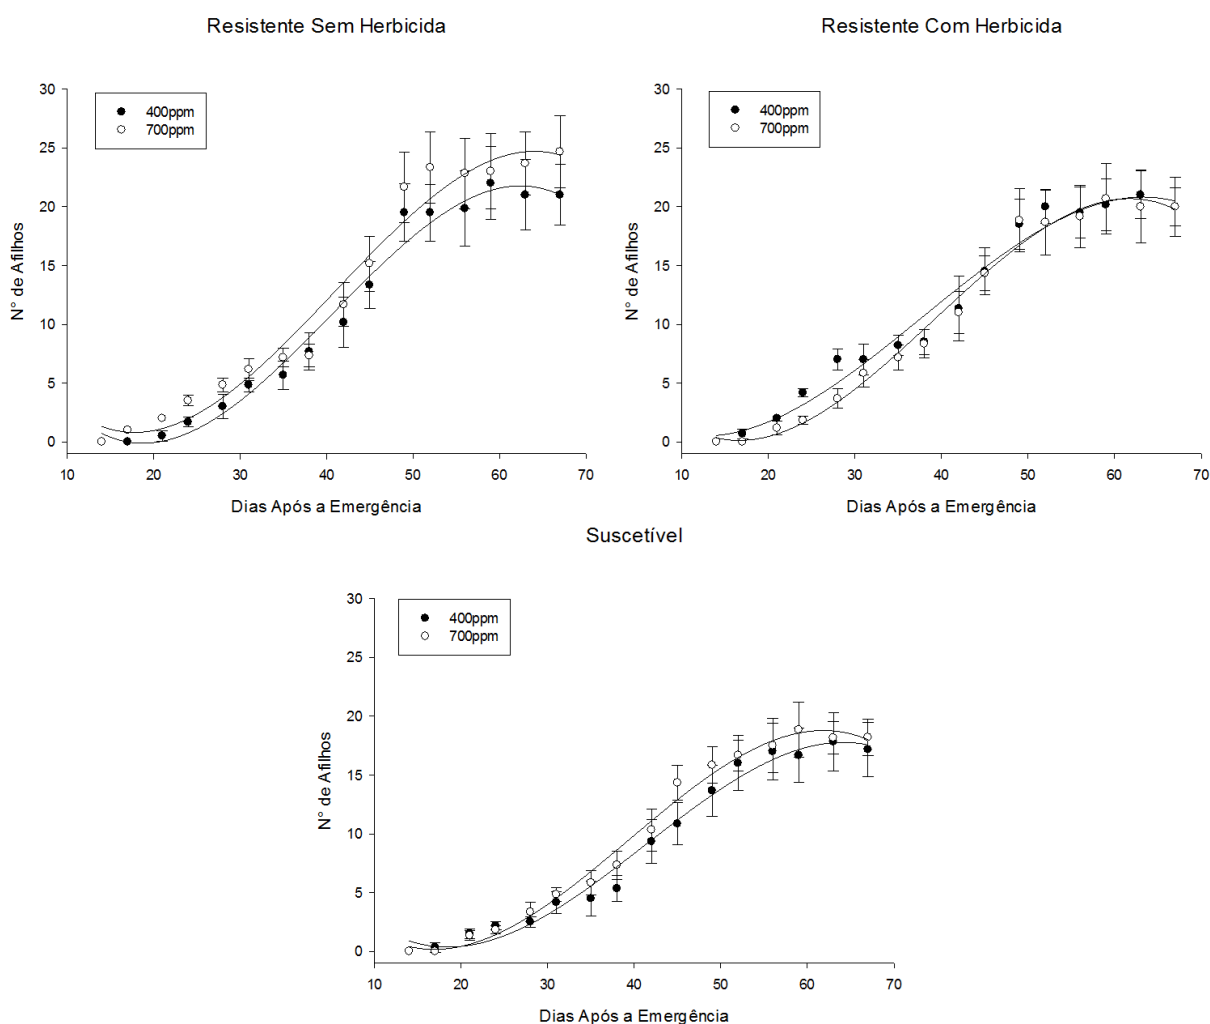 Resistente Sem Herbicida
30
25
20
15
10
5
0
N° de Afilhos
400ppm
700ppm
10 20 30 40 50 60 70
Dias Após a Emergência
Resistente Com Herbicida
30
25
20
15
10
5
0
N° de Afilhos
400ppm
700ppm
10 20 30 40 50 60 70
Dias Após a Emergência
Suscetível
30
25
20
15
10
5
0
N° de Afilhos
400ppm
700ppm
10 20 30 40 50 60 70
Dias Após a Emergência